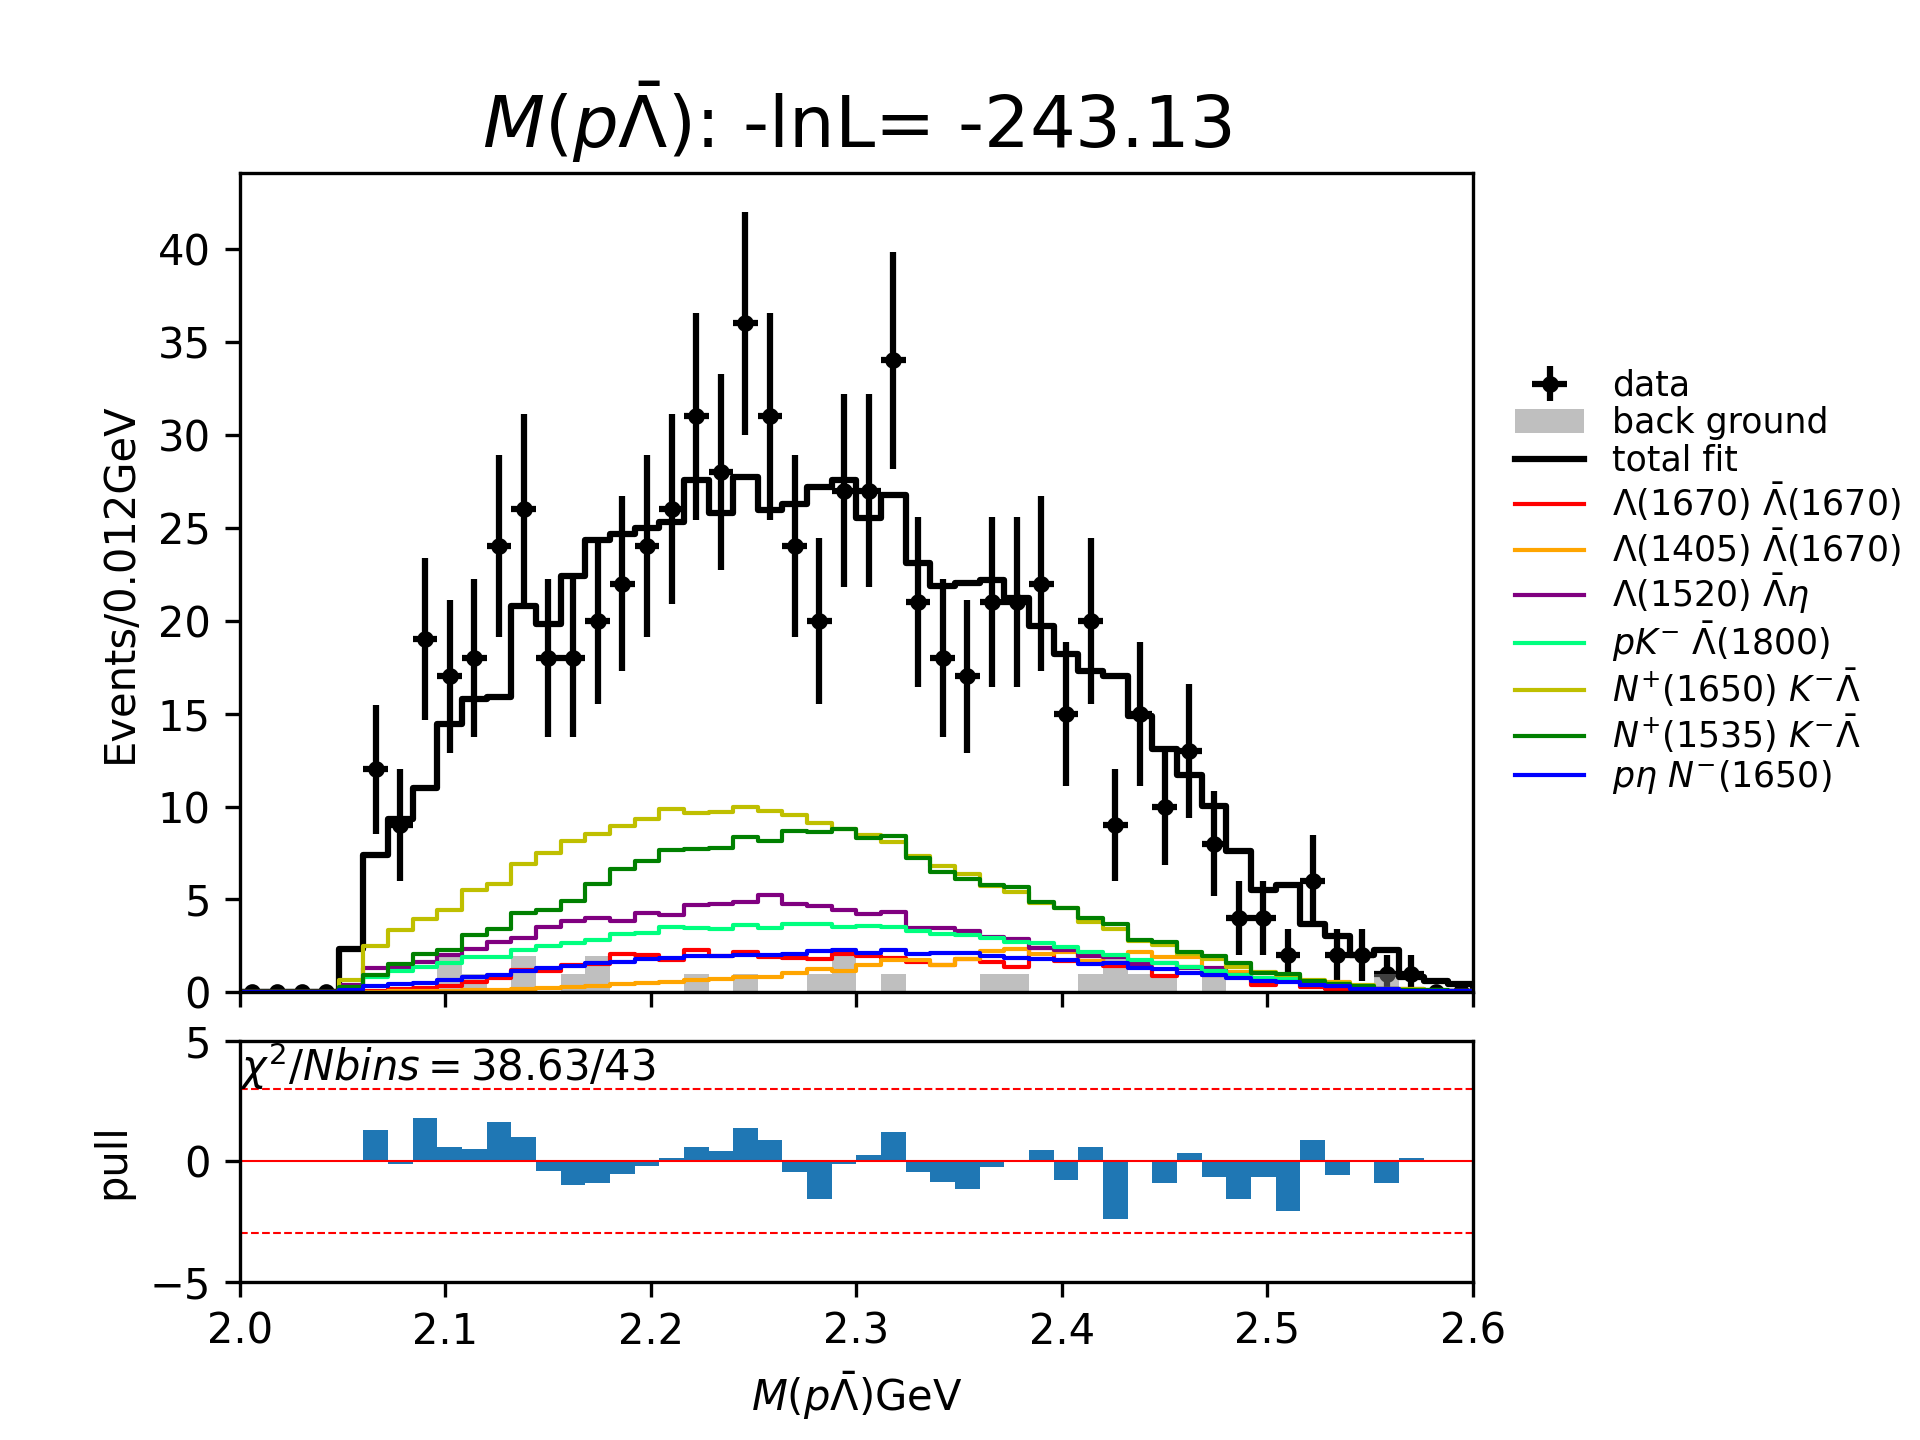 M(pΛ̄): -lnL= -243.13
40
35
30
25
20
15
10
5
0
Events/0.012GeV
data
back ground
total fit
Λ(1670) Λ̄(1670)
Λ(1405) Λ̄(1670)
Λ(1520) Λ̄η
pK⁻ Λ̄(1800)
N⁺(1650) K⁻Λ̄
N⁺(1535) K⁻Λ̄
pη N⁻(1650)
χ²/Nbins = 38.63/43
5
0
−5
pull
2.0 2.1 2.2 2.3 2.4 2.5 2.6
M(pΛ̄)GeV